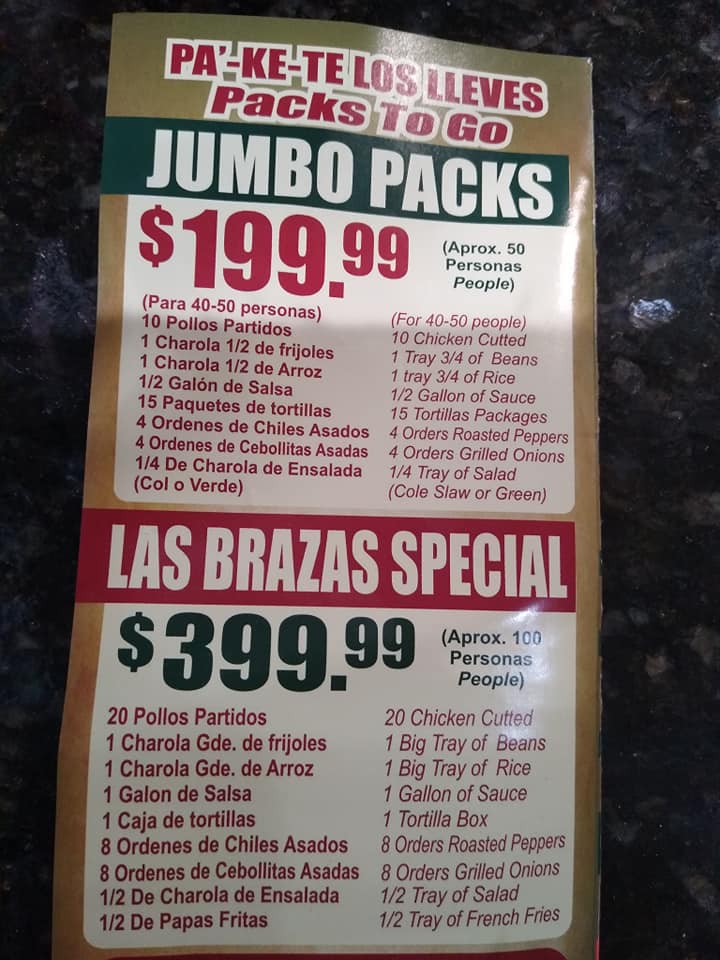 PA'-KE-TE LOS LLEVES
Packs To Go
JUMBO PACKS
$199.99
(Aprox. 50
Personas
People)
(Para 40-50 personas)
10 Pollos Partidos
1 Charola 1/2 de frijoles
1 Charola 1/2 de Arroz
1/2 Galón de Salsa
15 Paquetes de tortillas
4 Ordenes de Chiles Asados
4 Ordenes de Cebollitas Asadas
1/4 De Charola de Ensalada
(Col o Verde)
(For 40-50 people)
10 Chicken Cutted
1 Tray 3/4 of Beans
1 tray 3/4 of Rice
1/2 Gallon of Sauce
15 Tortillas Packages
4 Orders Roasted Peppers
4 Orders Grilled Onions
1/4 Tray of Salad
(Cole Slaw or Green)
LAS BRAZAS SPECIAL
$399.99
(Aprox. 100
Personas
People)
20 Pollos Partidos
1 Charola Gde. de frijoles
1 Charola Gde. de Arroz
1 Galon de Salsa
1 Caja de tortillas
8 Ordenes de Chiles Asados
8 Ordenes de Cebollitas Asadas
1/2 De Charola de Ensalada
1/2 De Papas Fritas
20 Chicken Cutted
1 Big Tray of Beans
1 Big Tray of Rice
1 Gallon of Sauce
1 Tortilla Box
8 Orders Roasted Peppers
8 Orders Grilled Onions
1/2 Tray of Salad
1/2 Tray of French Fries